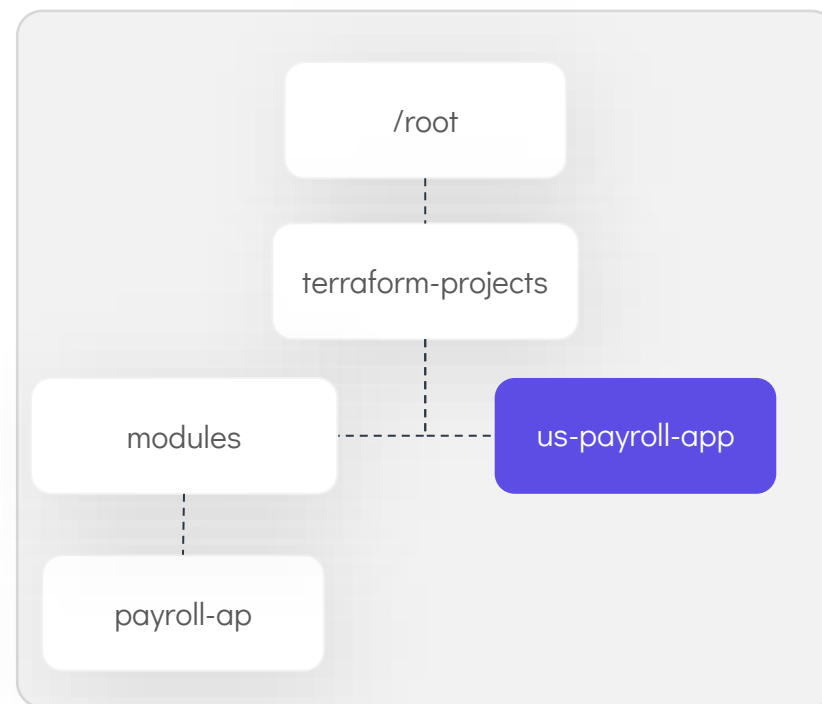 /root
terraform-projects
modules
us-payroll-app
payroll-ap